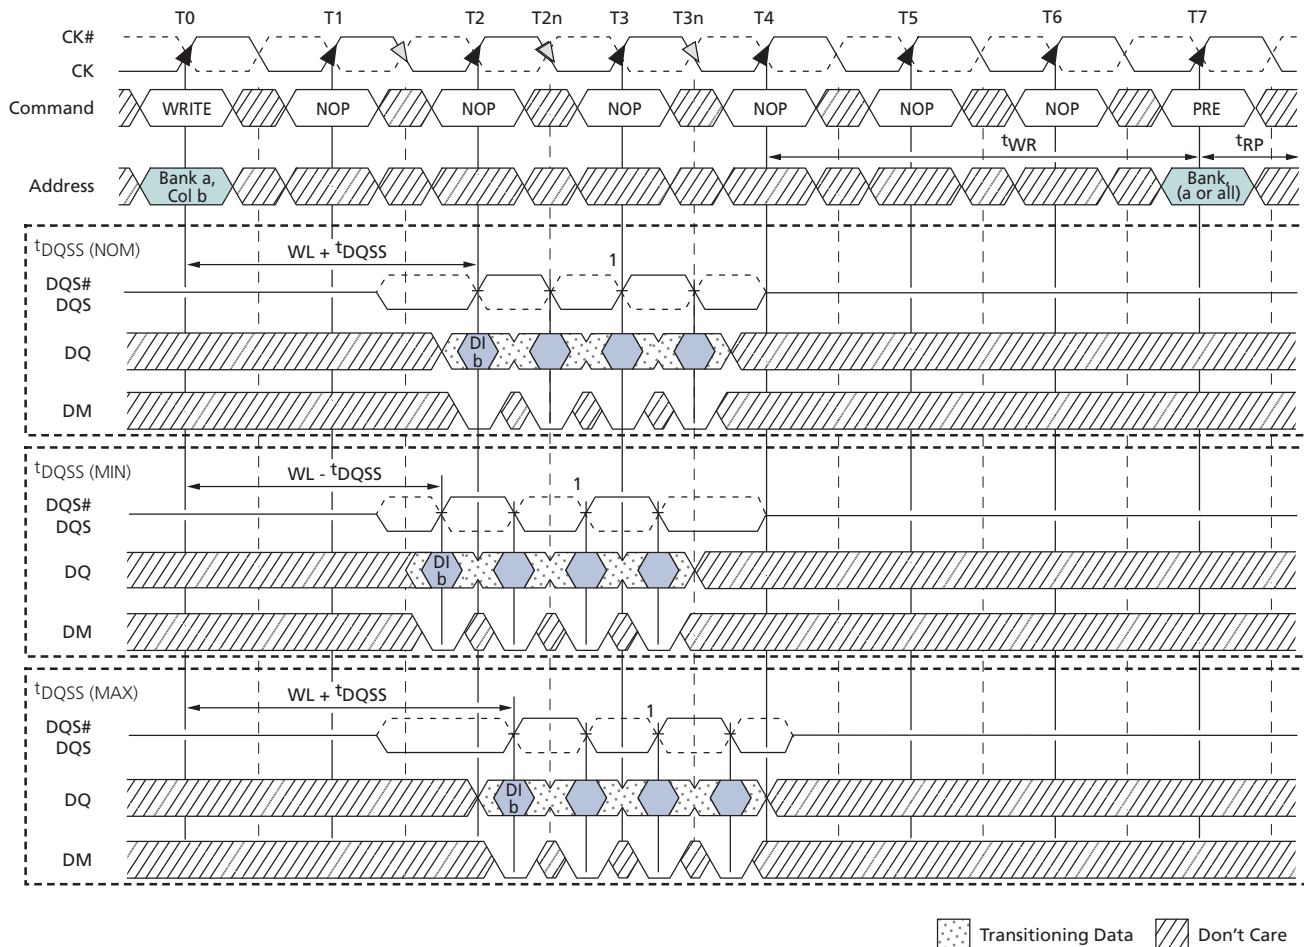 T0 T1 T2 T2n T3 T3n T4 T5 T6 T7
CK#
CK
Command WRITE NOP NOP NOP NOP NOP NOP PRE
tWR tRP
Address Bank a, Col b Bank, (a or all)
tDQSS (NOM)
WL + tDQSS
1
DQS#
DQS
DQ DI b
DM
tDQSS (MIN)
WL - tDQSS
1
DQS#
DQS
DQ DI b
DM
tDQSS (MAX)
WL + tDQSS
1
DQS#
DQS
DQ DI b
DM
Transitioning Data Don't Care